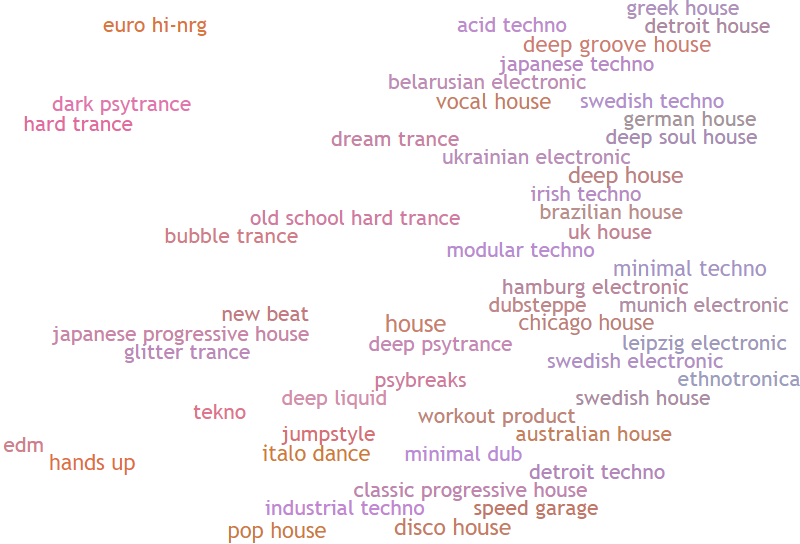 greek house
euro hi-nrg
acid techno
detroit house
deep groove house
japanese techno
belarusian electronic
dark psytrance
vocal house
swedish techno
hard trance
german house
dream trance
deep soul house
ukrainian electronic
deep house
irish techno
old school hard trance
brazilian house
bubble trance
uk house
modular techno
minimal techno
hamburg electronic
dubsteppe
munich electronic
new beat
house
chicago house
japanese progressive house
deep psytrance
leipzig electronic
glitter trance
swedish electronic
psybreaks
ethnotronica
deep liquid
swedish house
tekno
workout product
jumpstyle
australian house
edm
italo dance
minimal dub
hands up
detroit techno
classic progressive house
industrial techno
speed garage
pop house
disco house